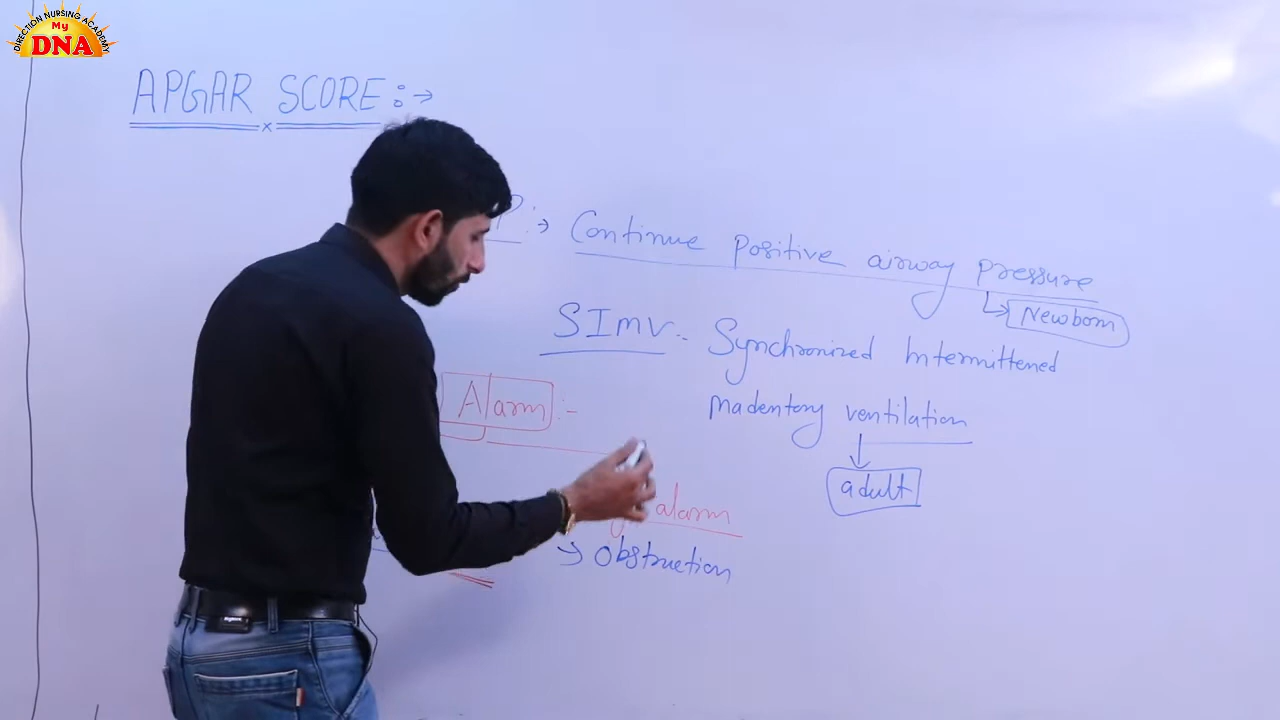 DIRECTION NURSING ACADEMY
My
DNA
APGAR SCORE :→
P :→ Continue positive airway pressure
Newborn
SImV :- Synchronized Intermittened
madentory ventilation
adult
Alarm :-
alarm
→ Obstruction